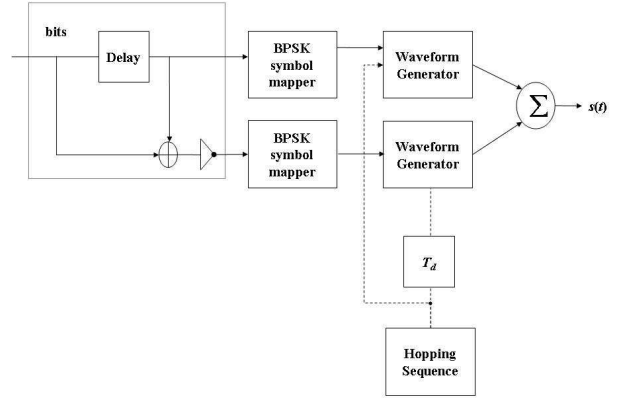 bits
Delay
BPSK
symbol
mapper
Waveform
Generator
Σ
s(t)
BPSK
symbol
mapper
Waveform
Generator
T_d
Hopping
Sequence